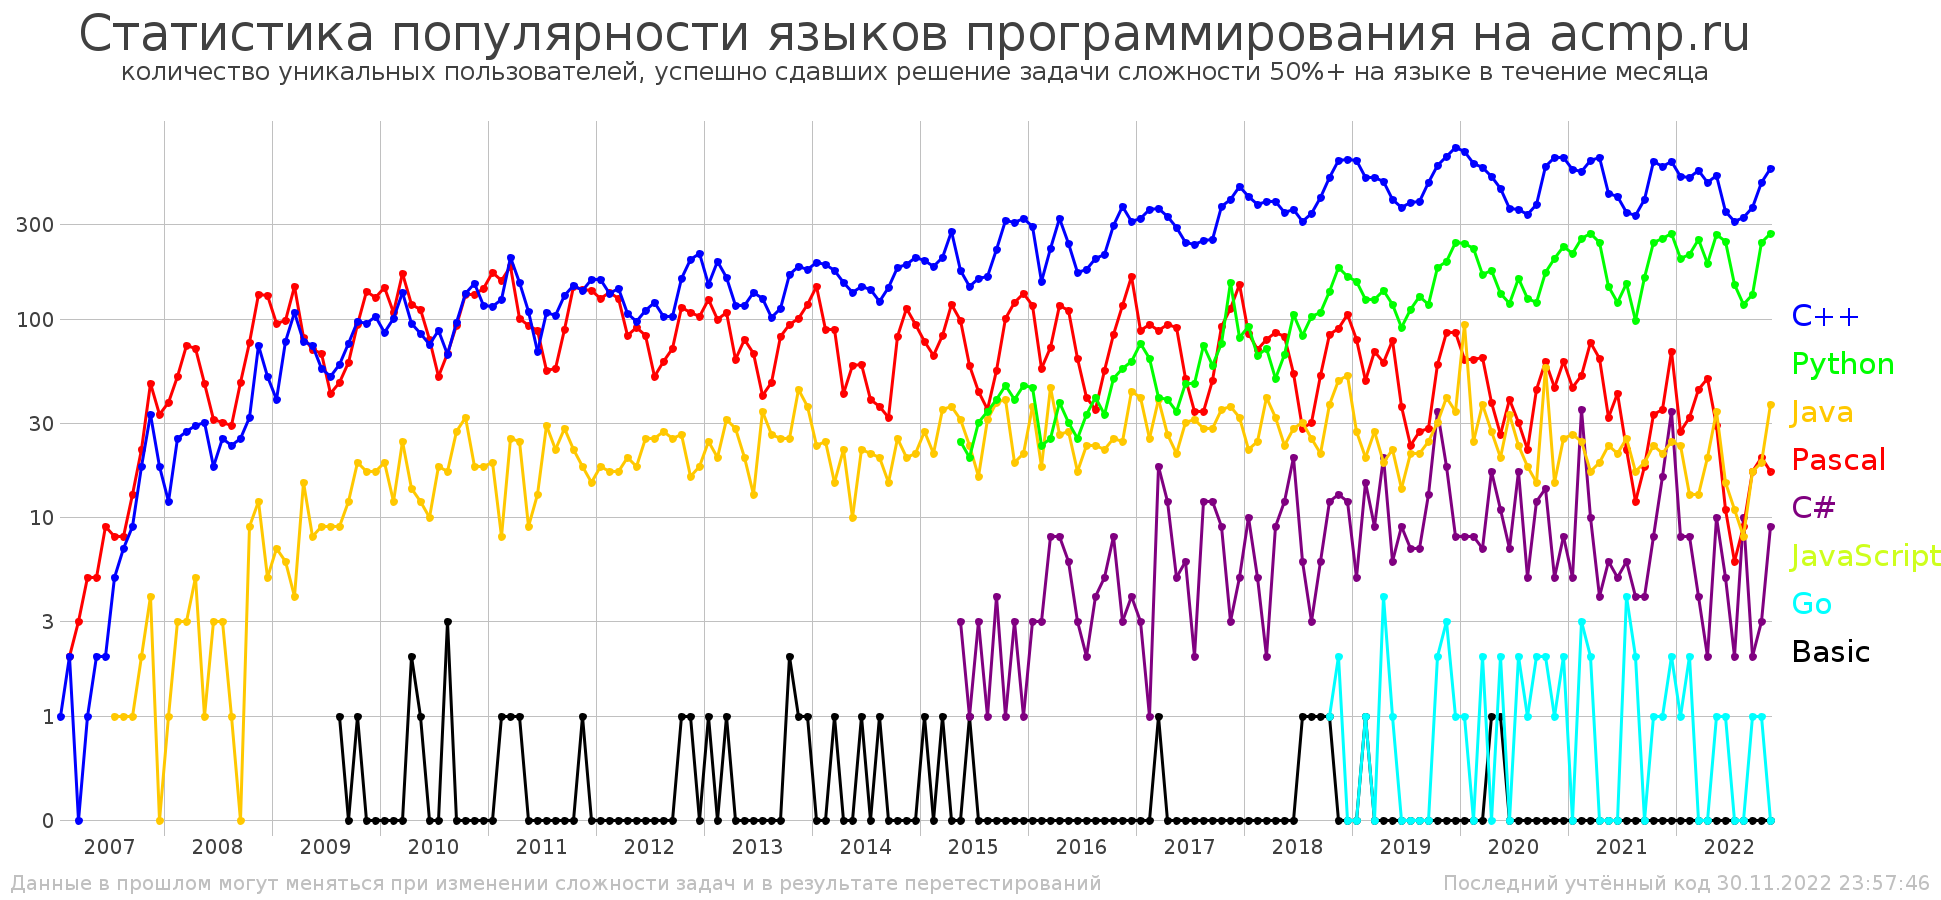 Статистика популярности языков программирования на acmp.ru
количество уникальных пользователей, успешно сдавших решение задачи сложности 50%+ на языке в течение месяца
300
100
30
10
3
1
0
C++
Python
Java
Pascal
C#
JavaScript
Go
Basic
2007 2008 2009 2010 2011 2012 2013 2014 2015 2016 2017 2018 2019 2020 2021 2022
Данные в прошлом могут меняться при изменении сложности задач и в результате перетестирований
Последний учтённый код 30.11.2022 23:57:46